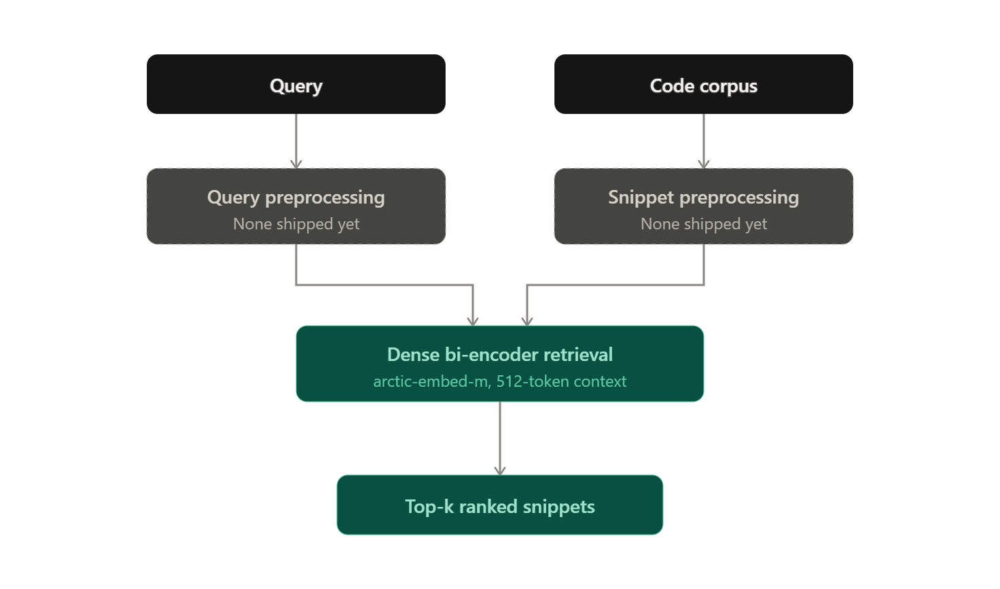 Query
Code corpus
Query preprocessing
None shipped yet
Snippet preprocessing
None shipped yet
Dense bi-encoder retrieval
arctic-embed-m, 512-token context
Top-k ranked snippets